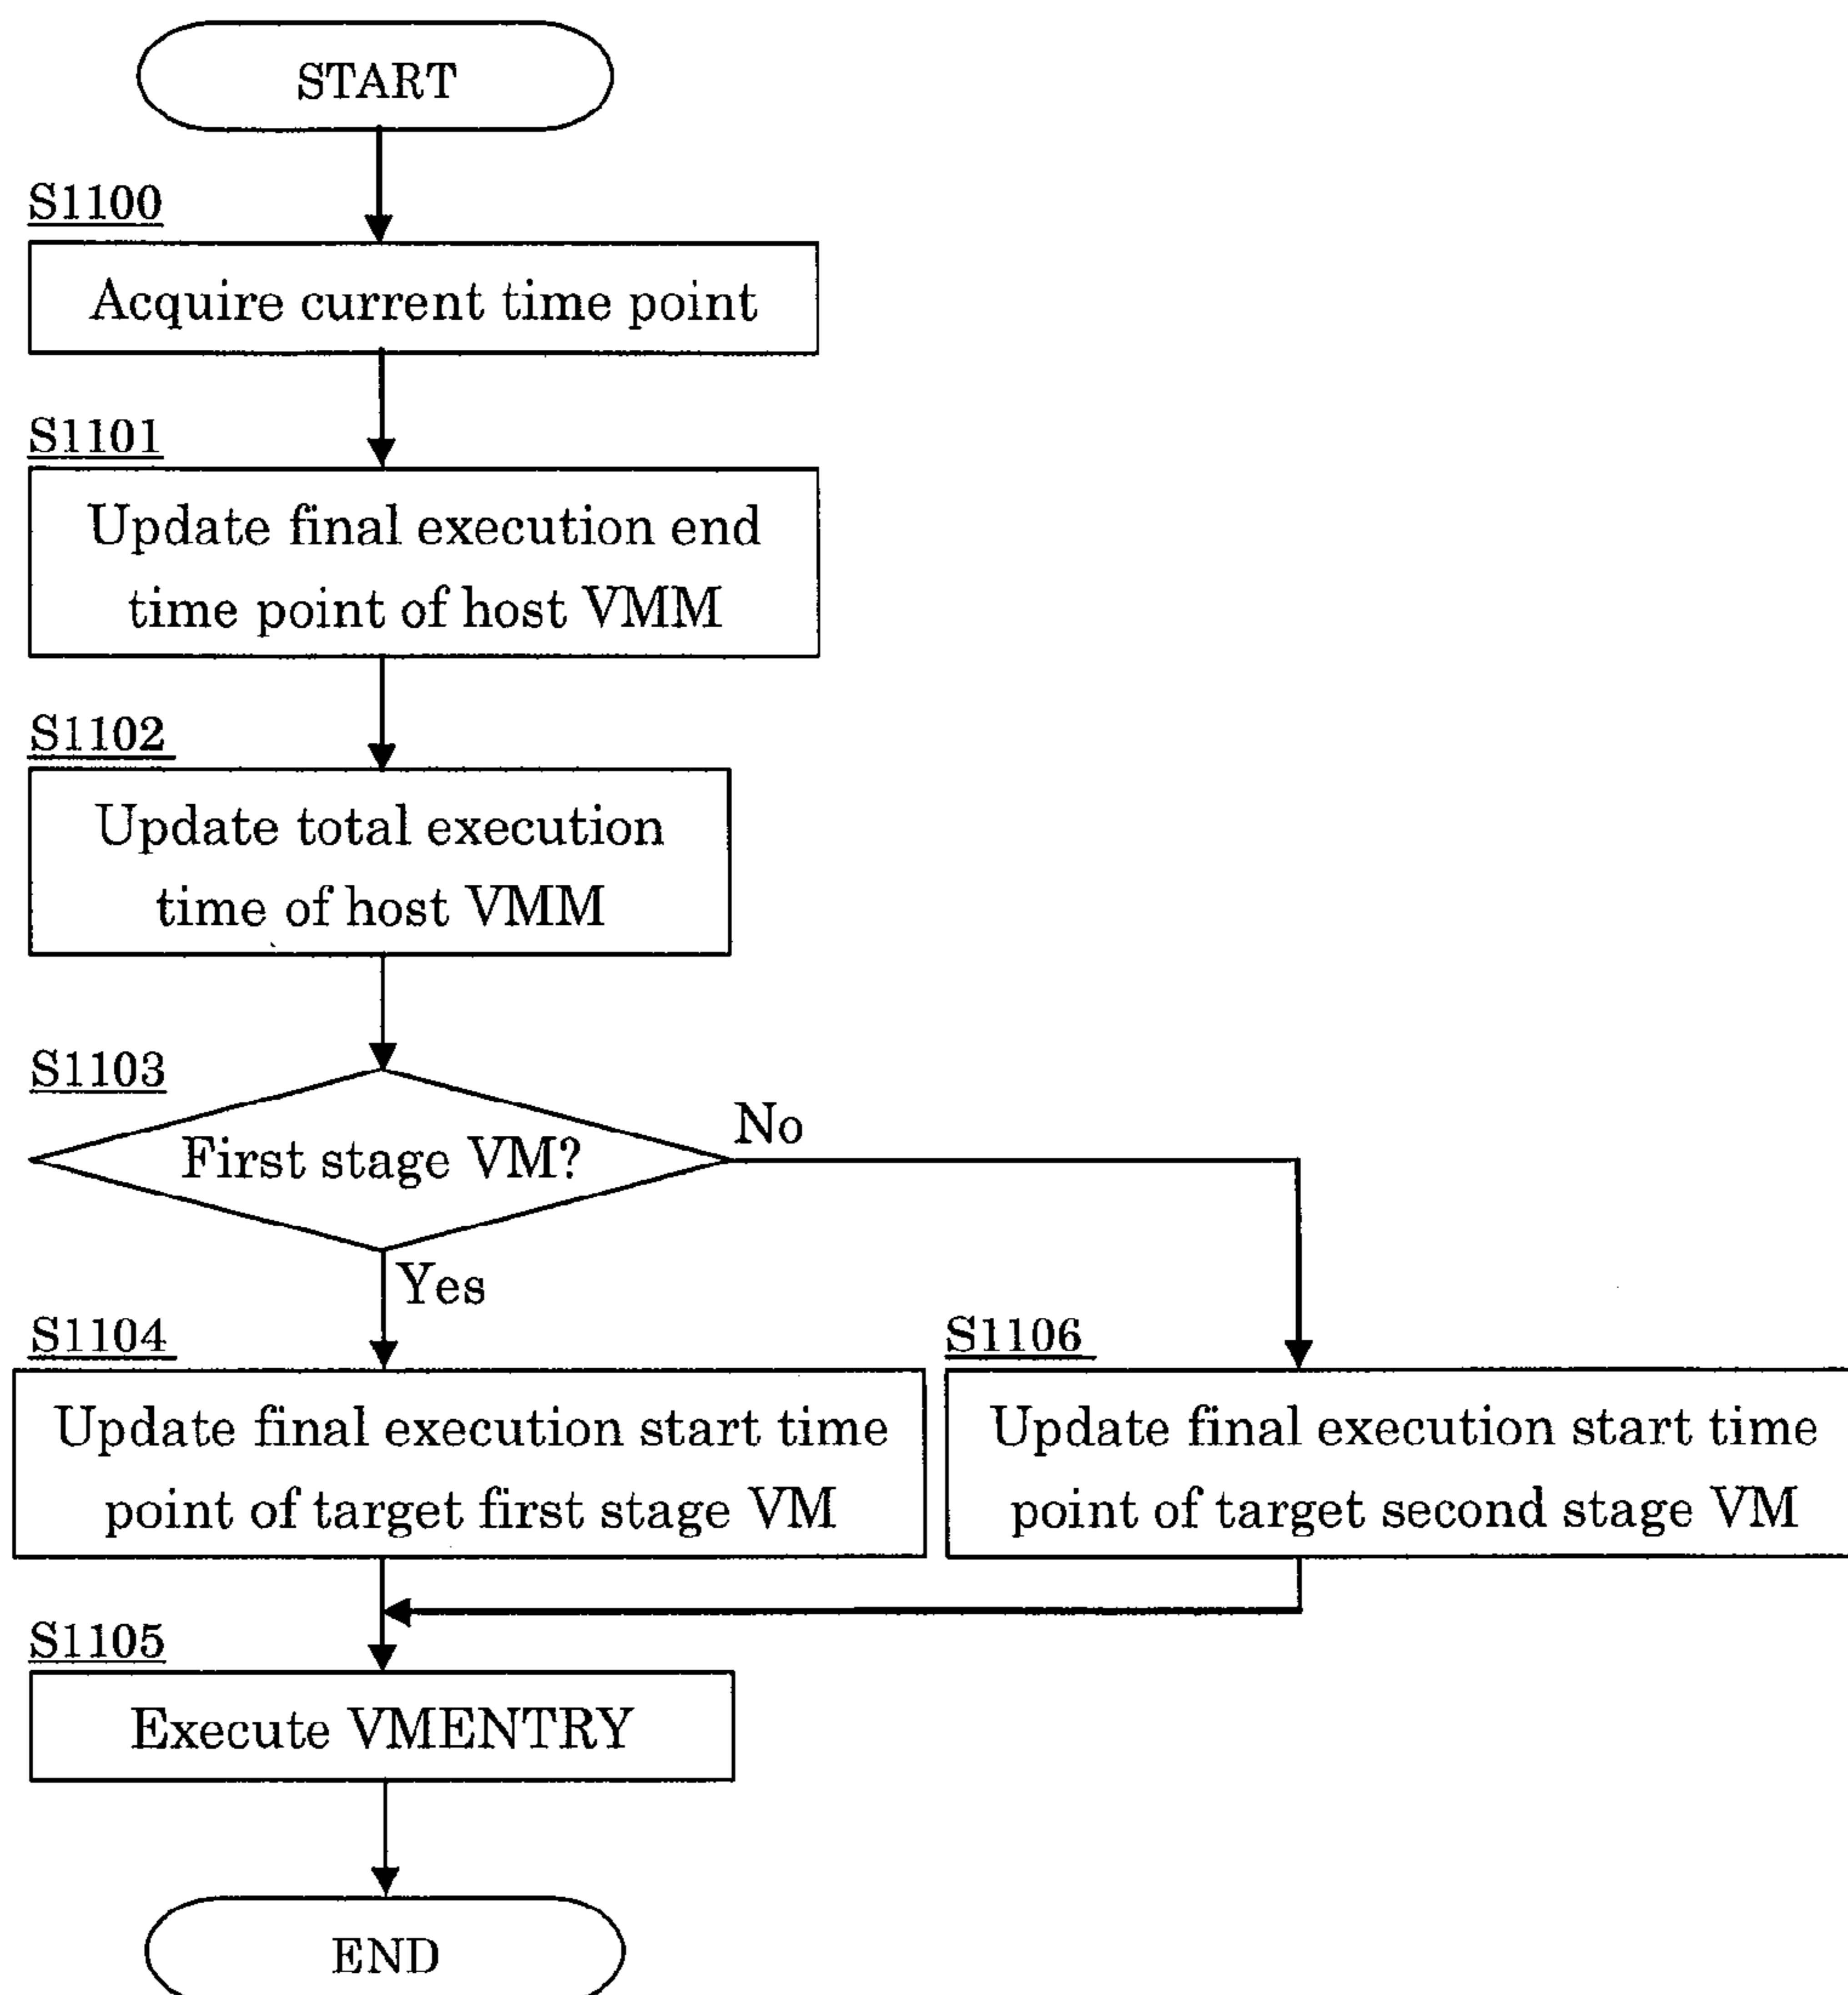 START
S1100
Acquire current time point
S1101
Update final execution end
time point of host VMM
S1102
Update total execution
time of host VMM
S1103
First stage VM?
No
Yes
S1104
Update final execution start time
point of target first stage VM
S1106
Update final execution start time
point of target second stage VM
S1105
Execute VMENTRY
END